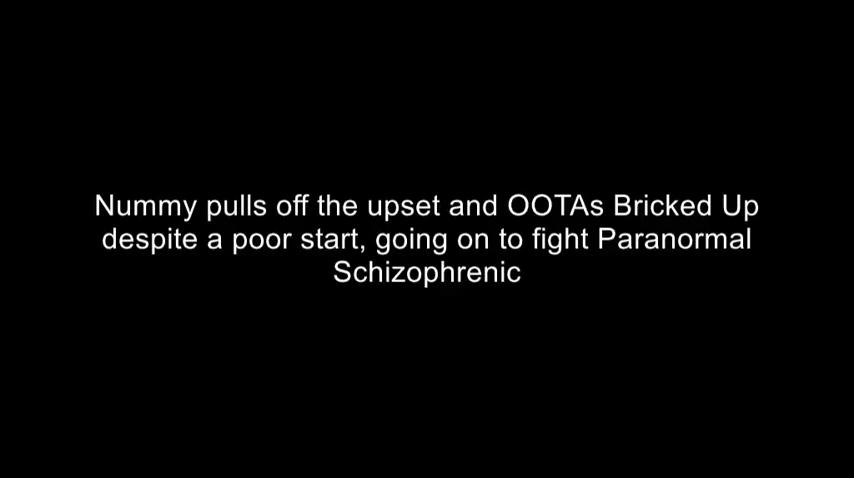 Nummy pulls off the upset and OOTAs Bricked Up
despite a poor start, going on to fight Paranormal
Schizophrenic